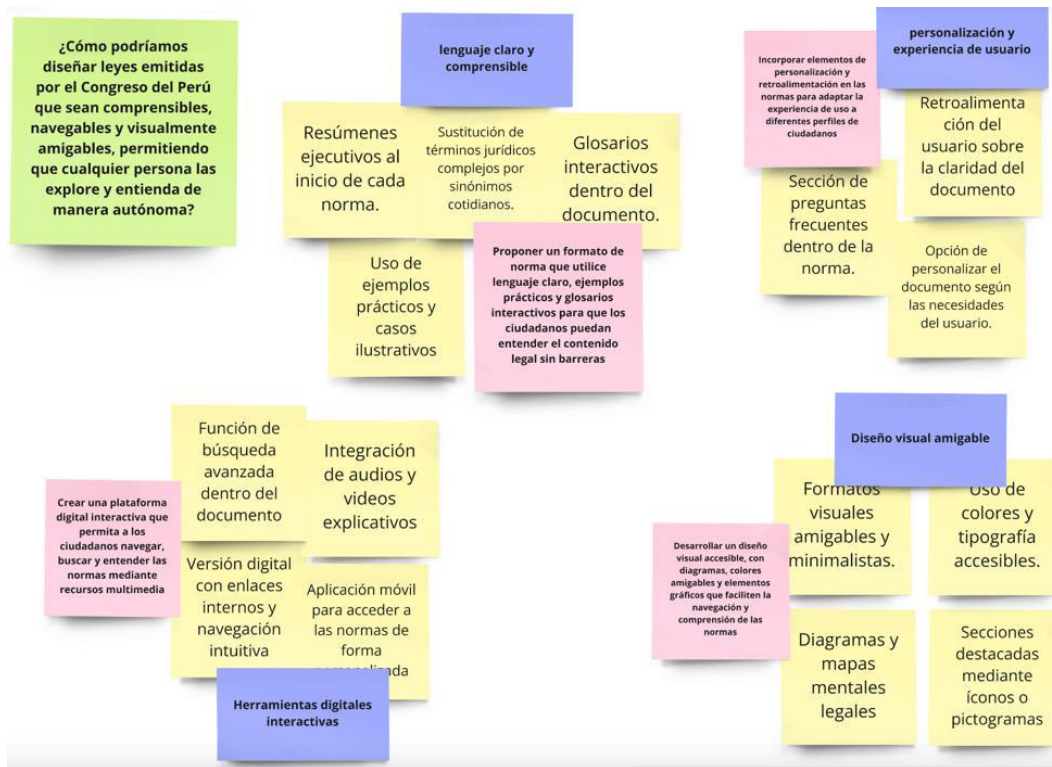 ¿Cómo podríamos
diseñar leyes emitidas
por el Congreso del Perú
que sean comprensibles,
navegables y visualmente
amigables, permitiendo
que cualquier persona las
explore y entienda de
manera autónoma?
lenguaje claro y
comprensible
Resúmenes
ejecutivos al
inicio de cada
norma.
Sustitución de
términos jurídicos
complejos por
sinónimos
cotidianos.
Glosarios
interactivos
dentro del
documento.
Uso de
ejemplos
prácticos y
casos
ilustrativos
Proponer un formato de
norma que utilice
lenguaje claro, ejemplos
prácticos y glosarios
interactivos para que los
ciudadanos puedan
entender el contenido
legal sin barreras
personalización y
experiencia de usuario
Incorporar elementos de
personalización y
retroalimentación en las
normas para adaptar la
experiencia de uso a
diferentes perfiles de
ciudadanos
Retroalimenta
ción del
usuario sobre
la claridad del
documento
Sección de
preguntas
frecuentes
dentro de la
norma.
Opción de
personalizar el
documento según
las necesidades
del usuario.
Función de
búsqueda
avanzada
dentro del
documento
Integración
de audios y
videos
explicativos
Crear una plataforma
digital interactiva que
permita a los
ciudadanos navegar,
buscar y entender las
normas mediante
recursos multimedia
Versión digital
con enlaces
internos y
navegación
intuitiva
Aplicación móvil
para acceder a
las normas de
forma
personalizada
Herramientas digitales
interactivas
Diseño visual amigable
Formatos
visuales
amigables y
minimalistas.
Uso de
colores y
tipografía
accesibles.
Desarrollar un diseño
visual accesible, con
diagramas, colores
amigables y elementos
gráficos que faciliten la
navegación y
comprensión de las
normas
Diagramas y
mapas
mentales
legales
Secciones
destacadas
mediante
íconos o
pictogramas